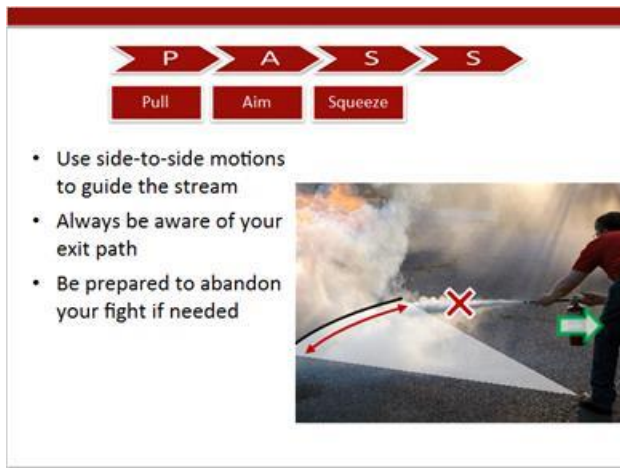 P A S S
Pull Aim Squeeze
• Use side-to-side motions
to guide the stream
• Always be aware of your
exit path
• Be prepared to abandon
your fight if needed